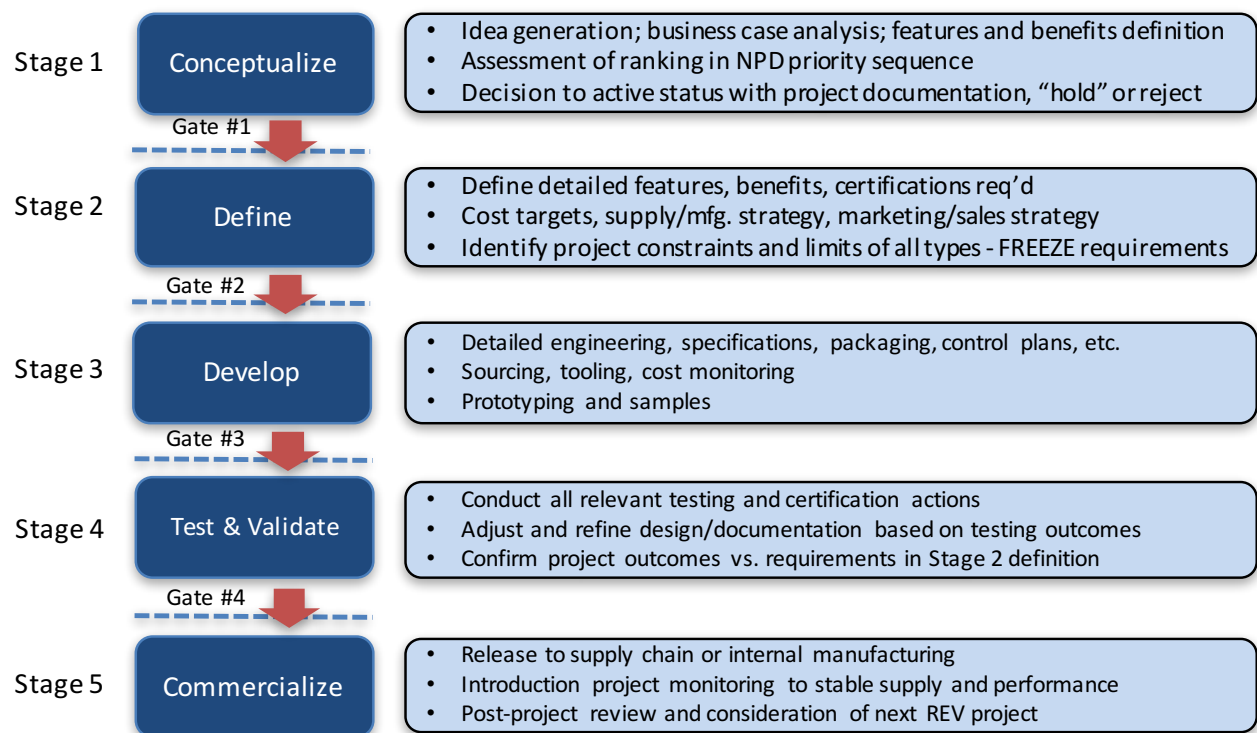 Stage 1
Conceptualize
• Idea generation; business case analysis; features and benefits definition
• Assessment of ranking in NPD priority sequence
• Decision to active status with project documentation, “hold” or reject
Gate #1
Stage 2
Define
• Define detailed features, benefits, certifications req’d
• Cost targets, supply/mfg. strategy, marketing/sales strategy
• Identify project constraints and limits of all types - FREEZE requirements
Gate #2
Stage 3
Develop
• Detailed engineering, specifications, packaging, control plans, etc.
• Sourcing, tooling, cost monitoring
• Prototyping and samples
Gate #3
Stage 4
Test & Validate
• Conduct all relevant testing and certification actions
• Adjust and refine design/documentation based on testing outcomes
• Confirm project outcomes vs. requirements in Stage 2 definition
Gate #4
Stage 5
Commercialize
• Release to supply chain or internal manufacturing
• Introduction project monitoring to stable supply and performance
• Post-project review and consideration of next REV project